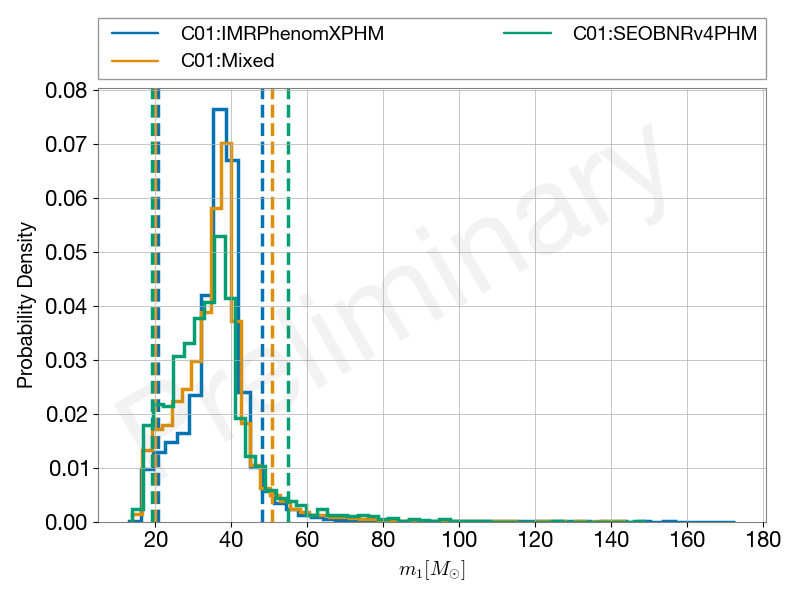 C01:IMRPhenomXPHM
C01:SEOBNRv4PHM
C01:Mixed
0.08
0.07
0.06
0.05
0.04
0.03
0.02
0.01
0.00
Probability Density
Preliminary
20 40 60 80 100 120 140 160 180
m₁[M⊙]